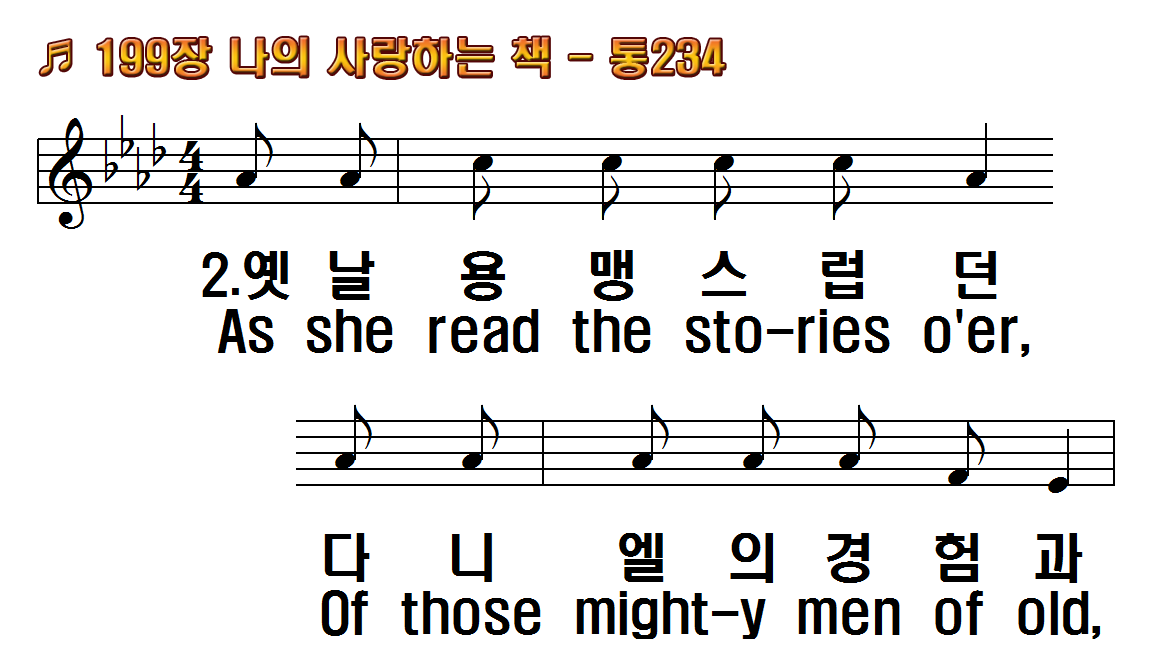 ♬ 199장 나의 사랑하는 책 - 통234
2.옛 날 용 맹 스 럽 던
As she read the sto-ries o'er,
다 니 엘 의 경 험 과
Of those might-y men of old,